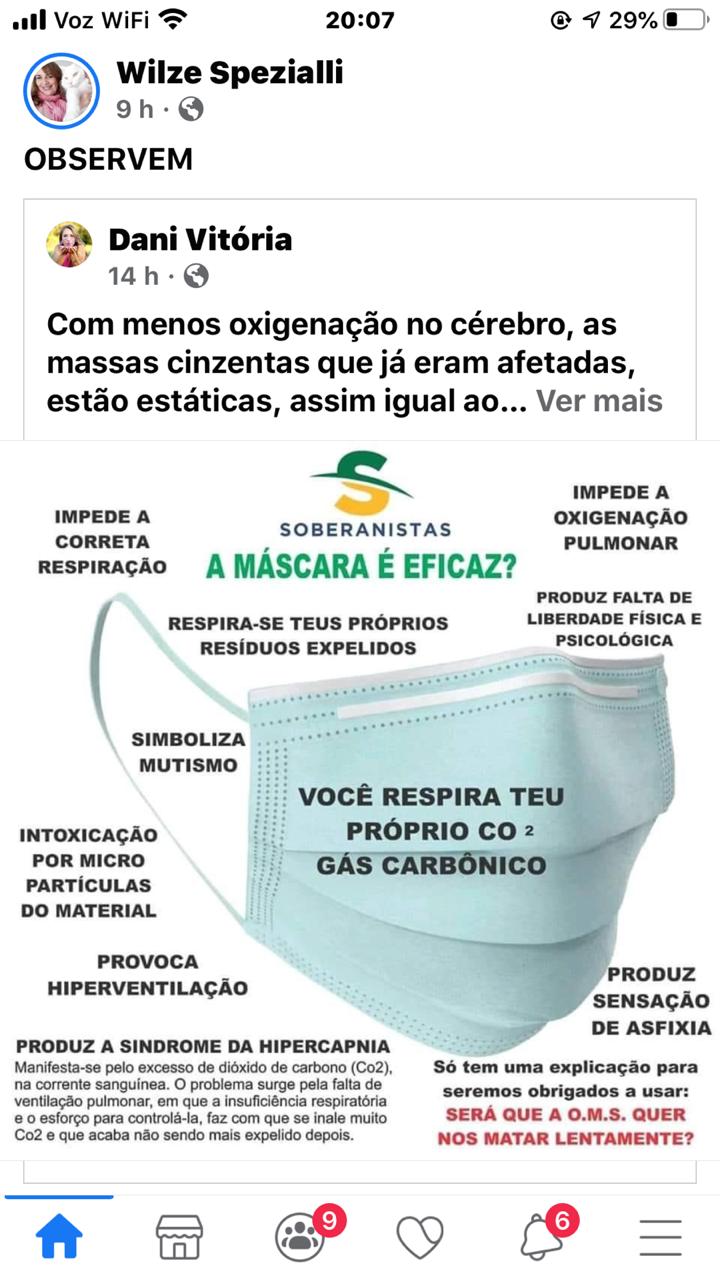 Voz WiFi 20:07 29%
Wilze Spezialli
9 h ·
OBSERVEM
Dani Vitória
14 h ·
Com menos oxigenação no cérebro, as
massas cinzentas que já eram afetadas,
estão estáticas, assim igual ao... Ver mais
SOBERANISTAS
A MÁSCARA É EFICAZ?
IMPEDE A
CORRETA
RESPIRAÇÃO
IMPEDE A
OXIGENAÇÃO
PULMONAR
RESPIRA-SE TEUS PRÓPRIOS
RESÍDUOS EXPELIDOS
PRODUZ FALTA DE
LIBERDADE FÍSICA E
PSICOLÓGICA
SIMBOLIZA
MUTISMO
VOCÊ RESPIRA TEU
PRÓPRIO CO 2
GÁS CARBÔNICO
INTOXICAÇÃO
POR MICRO
PARTÍCULAS
DO MATERIAL
PROVOCA
HIPERVENTILAÇÃO
PRODUZ
SENSAÇÃO
DE ASFIXIA
PRODUZ A SINDROME DA HIPERCAPNIA
Manifesta-se pelo excesso de dióxido de carbono (Co2),
na corrente sanguínea. O problema surge pela falta de
ventilação pulmonar, em que a insuficiência respiratória
e o esforço para controlá-la, faz com que se inale muito
Co2 e que acaba não sendo mais expelido depois.
Só tem uma explicação para
seremos obrigados a usar:
SERÁ QUE A O.M.S. QUER
NOS MATAR LENTAMENTE?
9
6